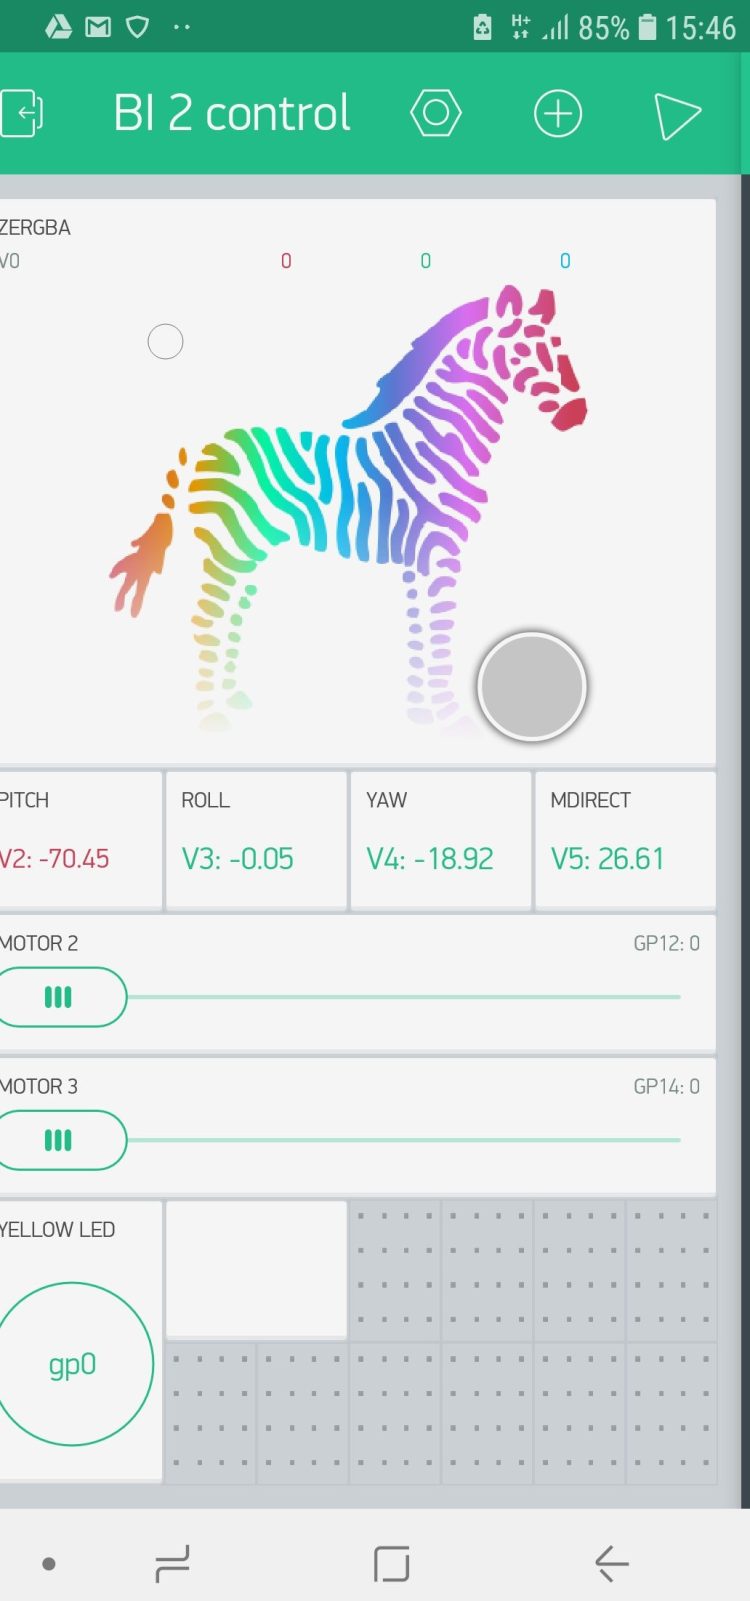 H+ 85% 15:46
BI 2 control
ZERGBA
V0 0 0 0
PITCH ROLL YAW MDIRECT
V2: -70.45 V3: -0.05 V4: -18.92 V5: 26.61
MOTOR 2 GP12: 0
MOTOR 3 GP14: 0
YELLOW LED
gp0